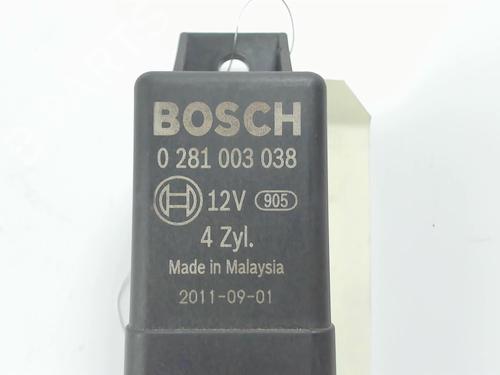 BOSCH
0 281 003 038
12V 905
4 Zyl.
Made in Malaysia
2011-09-01